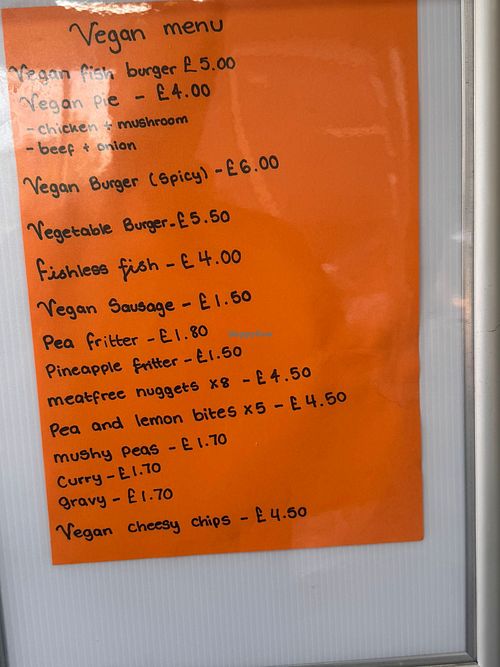 Vegan menu
Vegan fish burger £5.00
Vegan Pie - £4.00
- chicken + mushroom
- beef + onion
Vegan Burger (spicy) - £6.00
Vegetable Burger - £5.50
fishless fish - £4.00
Vegan Sausage - £1.50
Pea fritter - £1.80
Pineapple fritter - £1.50
meatfree nuggets x8 - £4.50
Pea and lemon bites x5 - £4.50
mushy peas - £1.70
Curry - £1.70
gravy - £1.70
Vegan cheesy chips - £4.50